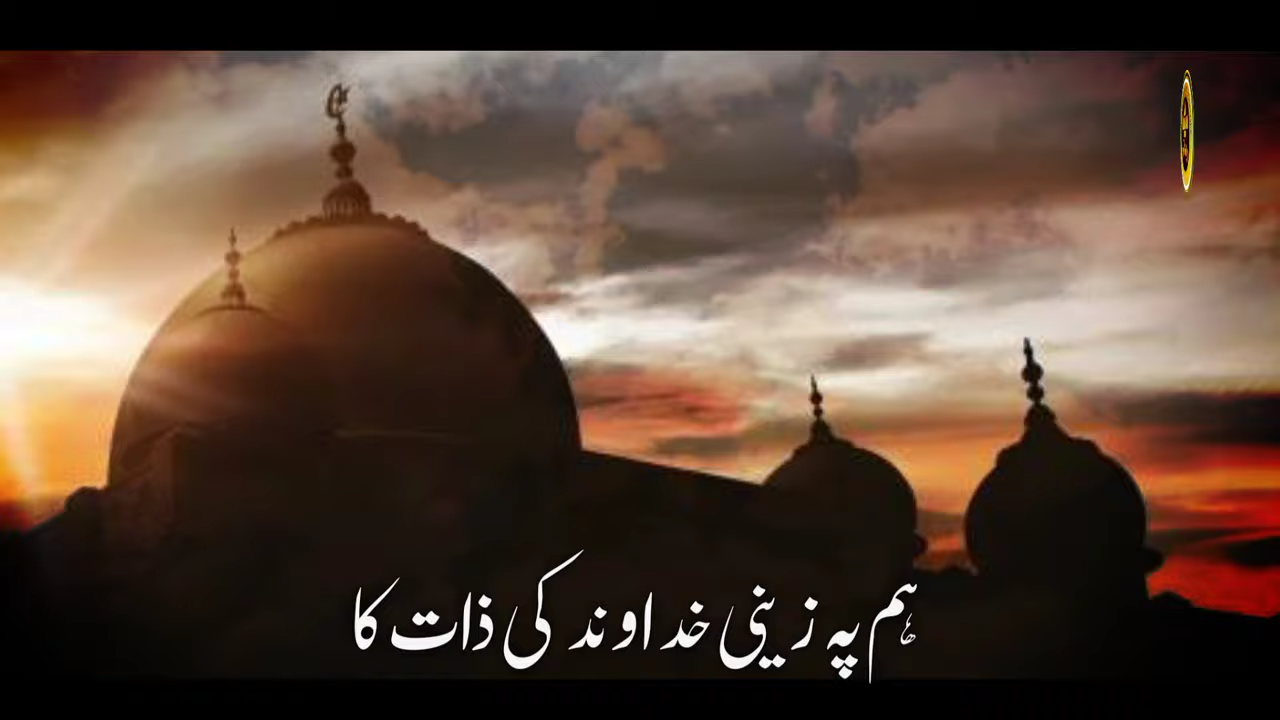 ہم پہ زینی خداوند کی ذات کا